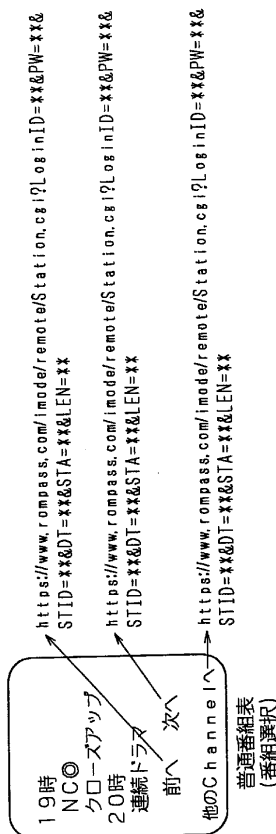 19時
NC◎
クローズアップ
20時
連続ドラマ
前へ 次へ
他のChannelへ
普通番組表
(番組選択)
https://www.rompass.com/imode/remote/Station.cgi?LoginID=**&PW=**&
STID=**&DT=**&STA=**&LEN=**
https://www.rompass.com/imode/remote/Station.cgi?LoginID=**&PW=**&
STID=**&DT=**&STA=**&LEN=**
https://www.rompass.com/imode/remote/Station.cgi?LoginID=**&PW=**&
STID=**&DT=**&STA=**&LEN=**